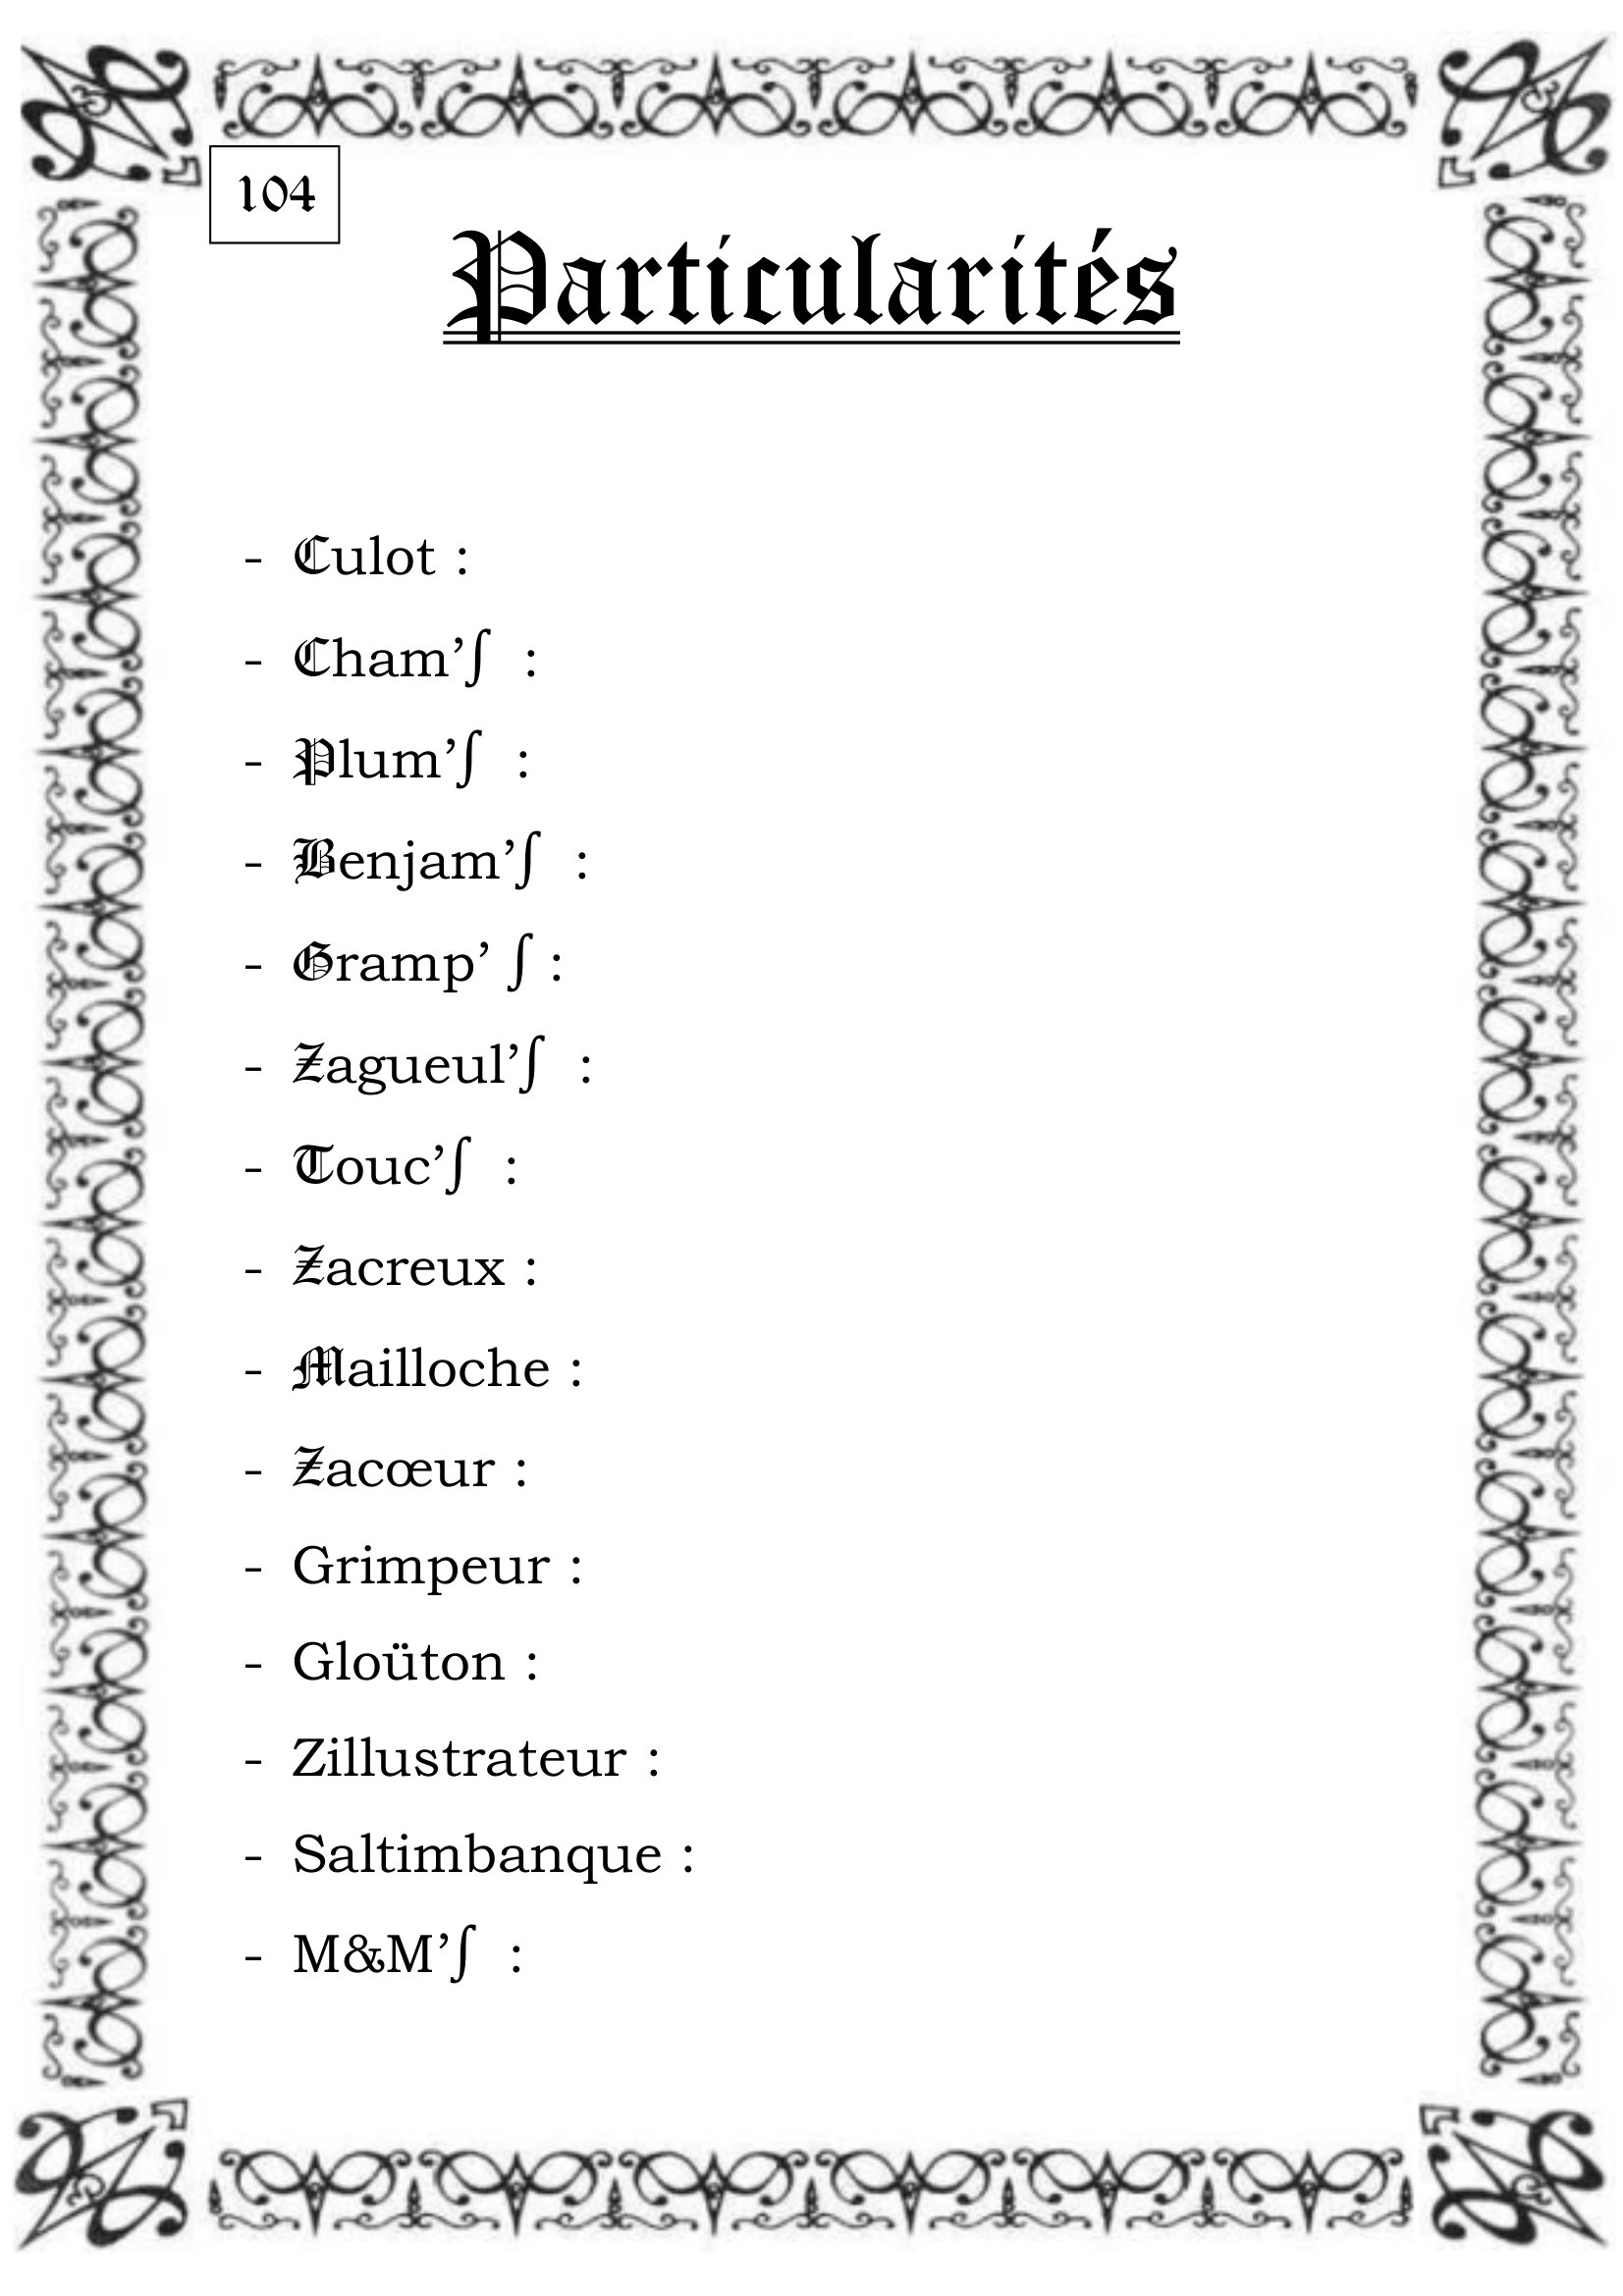 104
Particularités
- Culot :
- Cham’ʃ :
- Plum’ʃ :
- Benjam’ʃ :
- Gramp’ ʃ :
- Zagueul’ʃ :
- Touc’ʃ :
- Zacreux :
- Mailloche :
- Zacœur :
- Grimpeur :
- Gloüton :
- Zillustrateur :
- Saltimbanque :
- M&M’ʃ :